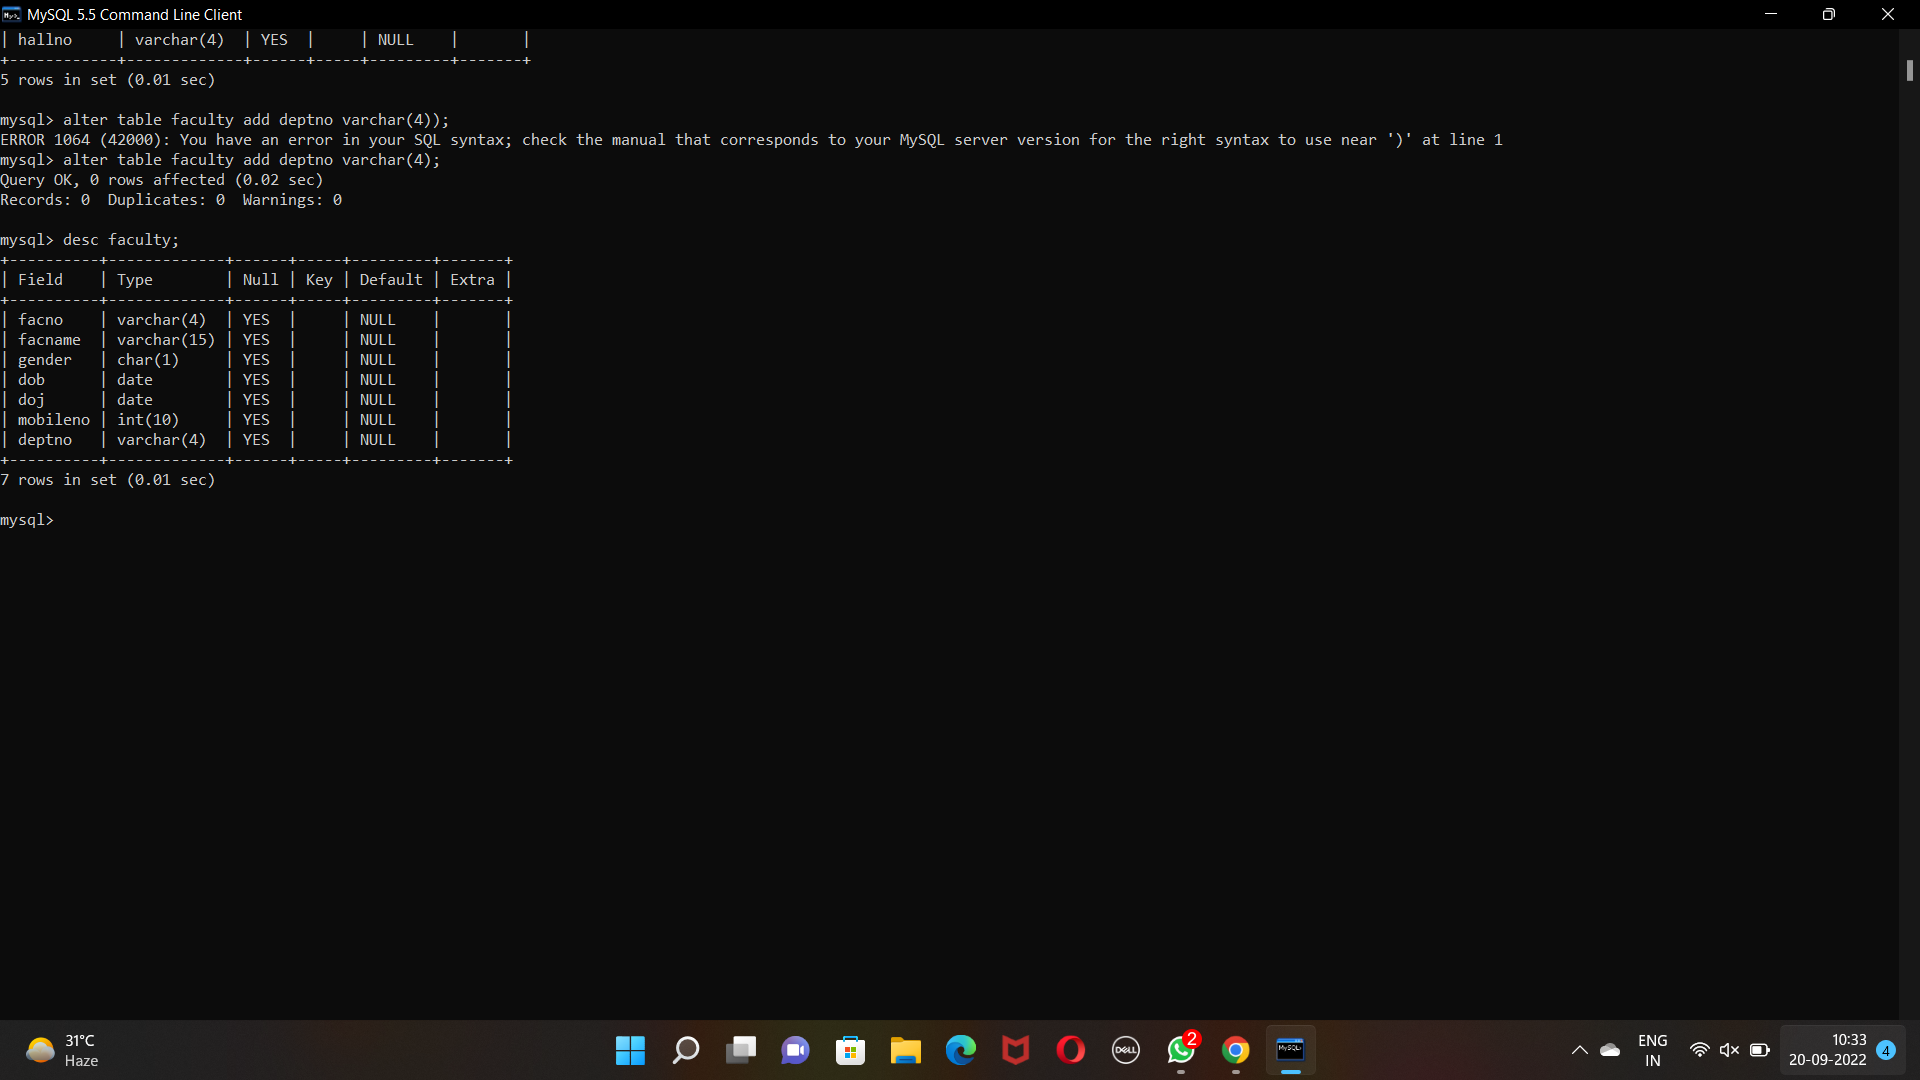 MySQL 5.5 Command Line Client
| hallno     | varchar(4)  | YES  |     | NULL    |       |
+------------+-------------+------+-----+---------+-------+
5 rows in set (0.01 sec)
mysql> alter table faculty add deptno varchar(4));
ERROR 1064 (42000): You have an error in your SQL syntax; check the manual that corresponds to your MySQL server version for the right syntax to use near ')' at line 1
mysql> alter table faculty add deptno varchar(4);
Query OK, 0 rows affected (0.02 sec)
Records: 0  Duplicates: 0  Warnings: 0
mysql> desc faculty;
+----------+-------------+------+-----+---------+-------+
| Field    | Type        | Null | Key | Default | Extra |
+----------+-------------+------+-----+---------+-------+
| facno    | varchar(4)  | YES  |     | NULL    |       |
| facname  | varchar(15) | YES  |     | NULL    |       |
| gender   | char(1)     | YES  |     | NULL    |       |
| dob      | date        | YES  |     | NULL    |       |
| doj      | date        | YES  |     | NULL    |       |
| mobileno | int(10)     | YES  |     | NULL    |       |
| deptno   | varchar(4)  | YES  |     | NULL    |       |
+----------+-------------+------+-----+---------+-------+
7 rows in set (0.01 sec)
mysql>
31°C
Haze
DELL
2
MySQL
ENG
IN
10:33
20-09-2022
4